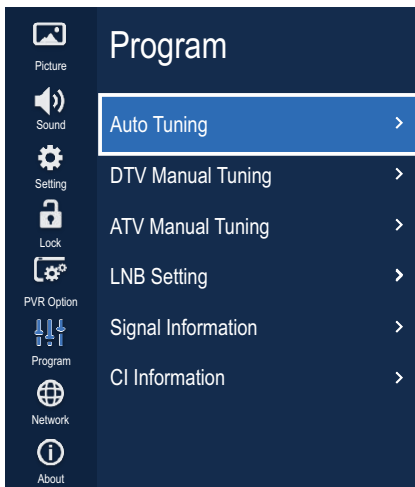 Picture
Sound
Setting
Lock
PVR Option
Program
Network
About
Program
Auto Tuning
DTV Manual Tuning
ATV Manual Tuning
LNB Setting
Signal Information
CI Information